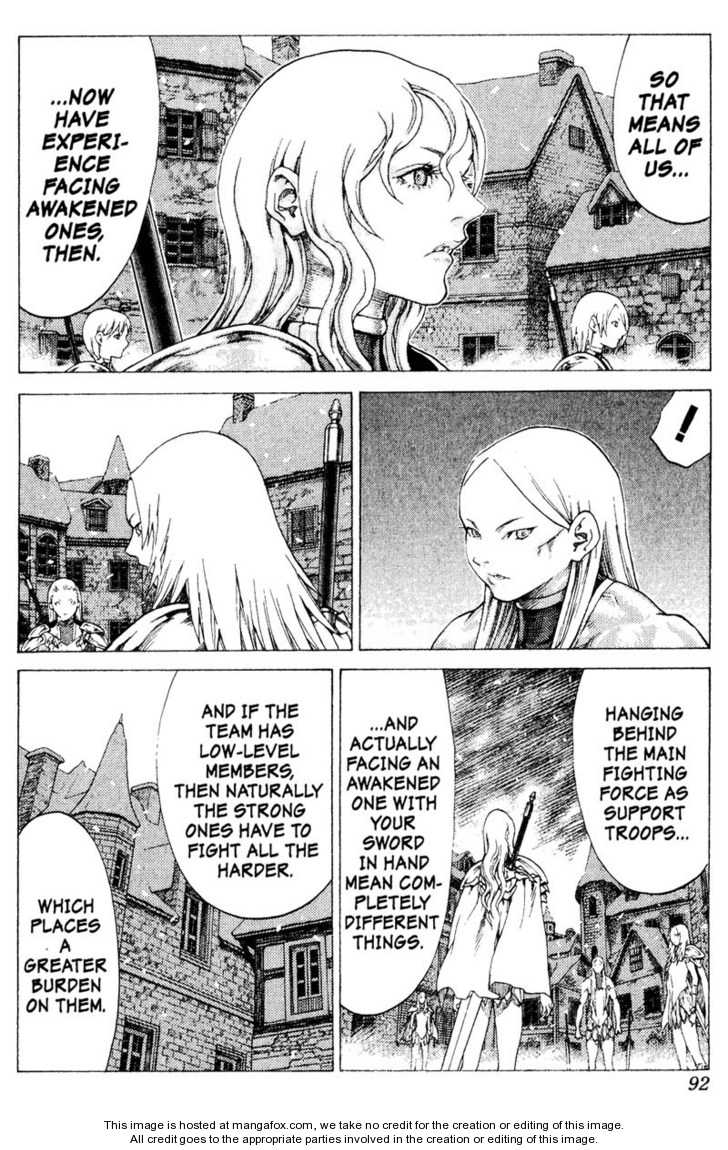 SO
THAT
MEANS
ALL OF
US...
...NOW
HAVE
EXPERI-
ENCE
FACING
AWAKENED
ONES,
THEN.
!
HANGING
BEHIND
THE MAIN
FIGHTING
FORCE AS
SUPPORT
TROOPS...
...AND
ACTUALLY
FACING AN
AWAKENED
ONE WITH
YOUR
SWORD
IN HAND
MEAN COM-
PLETELY
DIFFERENT
THINGS.
AND IF THE
TEAM HAS
LOW-LEVEL
MEMBERS,
THEN NATURALLY
THE STRONG
ONES HAVE TO
FIGHT ALL THE
HARDER.
WHICH
PLACES
A
GREATER
BURDEN
ON THEM.
92
This image is hosted at mangafox.com, we take no credit for the creation or editing of this image.
All credit goes to the appropriate parties involved in the creation or editing of this image.